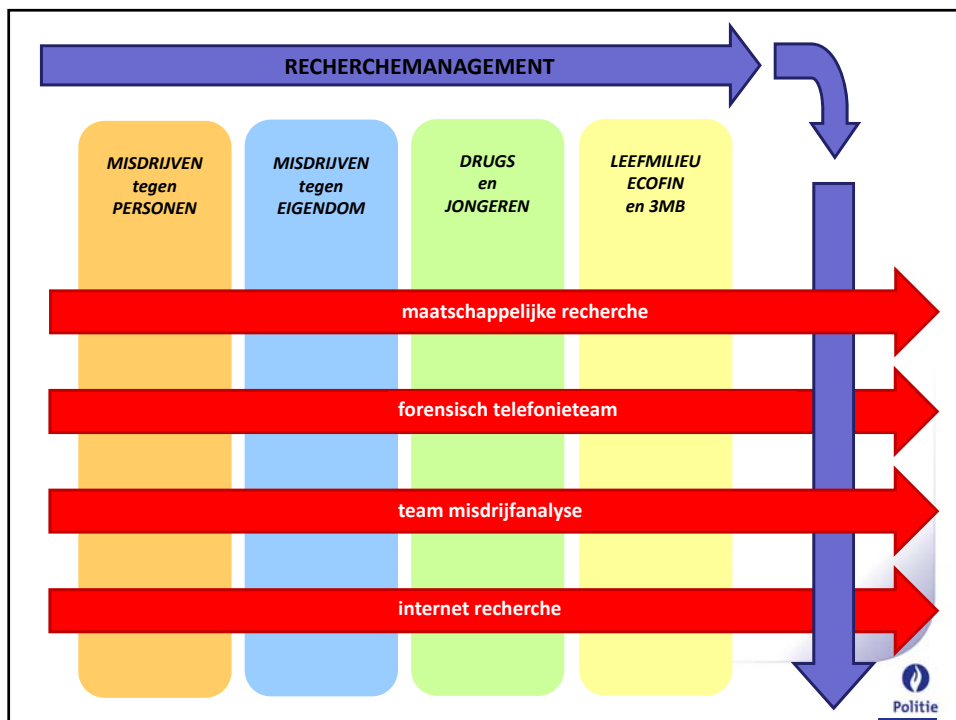 RECHERCHEMANAGEMENT
MISDRIJVEN
tegen
PERSONEN
MISDRIJVEN
tegen
EIGENDOM
DRUGS
en
JONGEREN
LEEFMILIEU
ECOFIN
en 3MB
maatschappelijke recherche
forensisch telefonieteam
team misdrijfanalyse
internet recherche
Politie